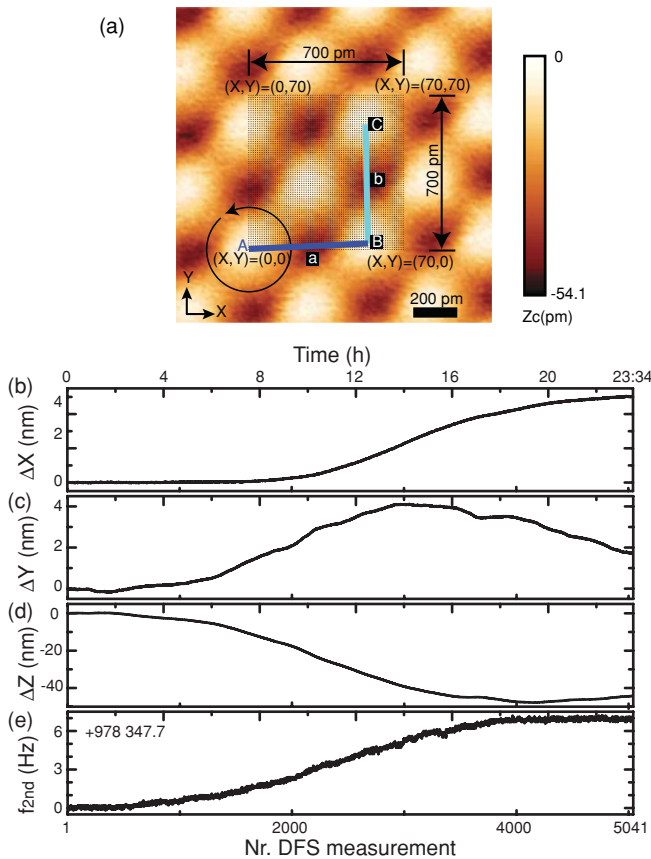 (a)
700 pm
(X,Y)=(0,70)
(X,Y)=(70,70)
0
C
b
700 pm
A
B
(X,Y)=(0,0)
a
(X,Y)=(70,0)
Y
X
200 pm
-54.1
Zc(pm)
Time (h)
0 4 8 12 16 20 23:34
(b)
ΔX (nm)
4
2
0
(c)
ΔY (nm)
4
2
0
(d)
ΔZ (nm)
0
-20
-40
(e)
f2nd (Hz)
+978 347.7
6
3
0
1 2000 4000 5041
Nr. DFS measurement